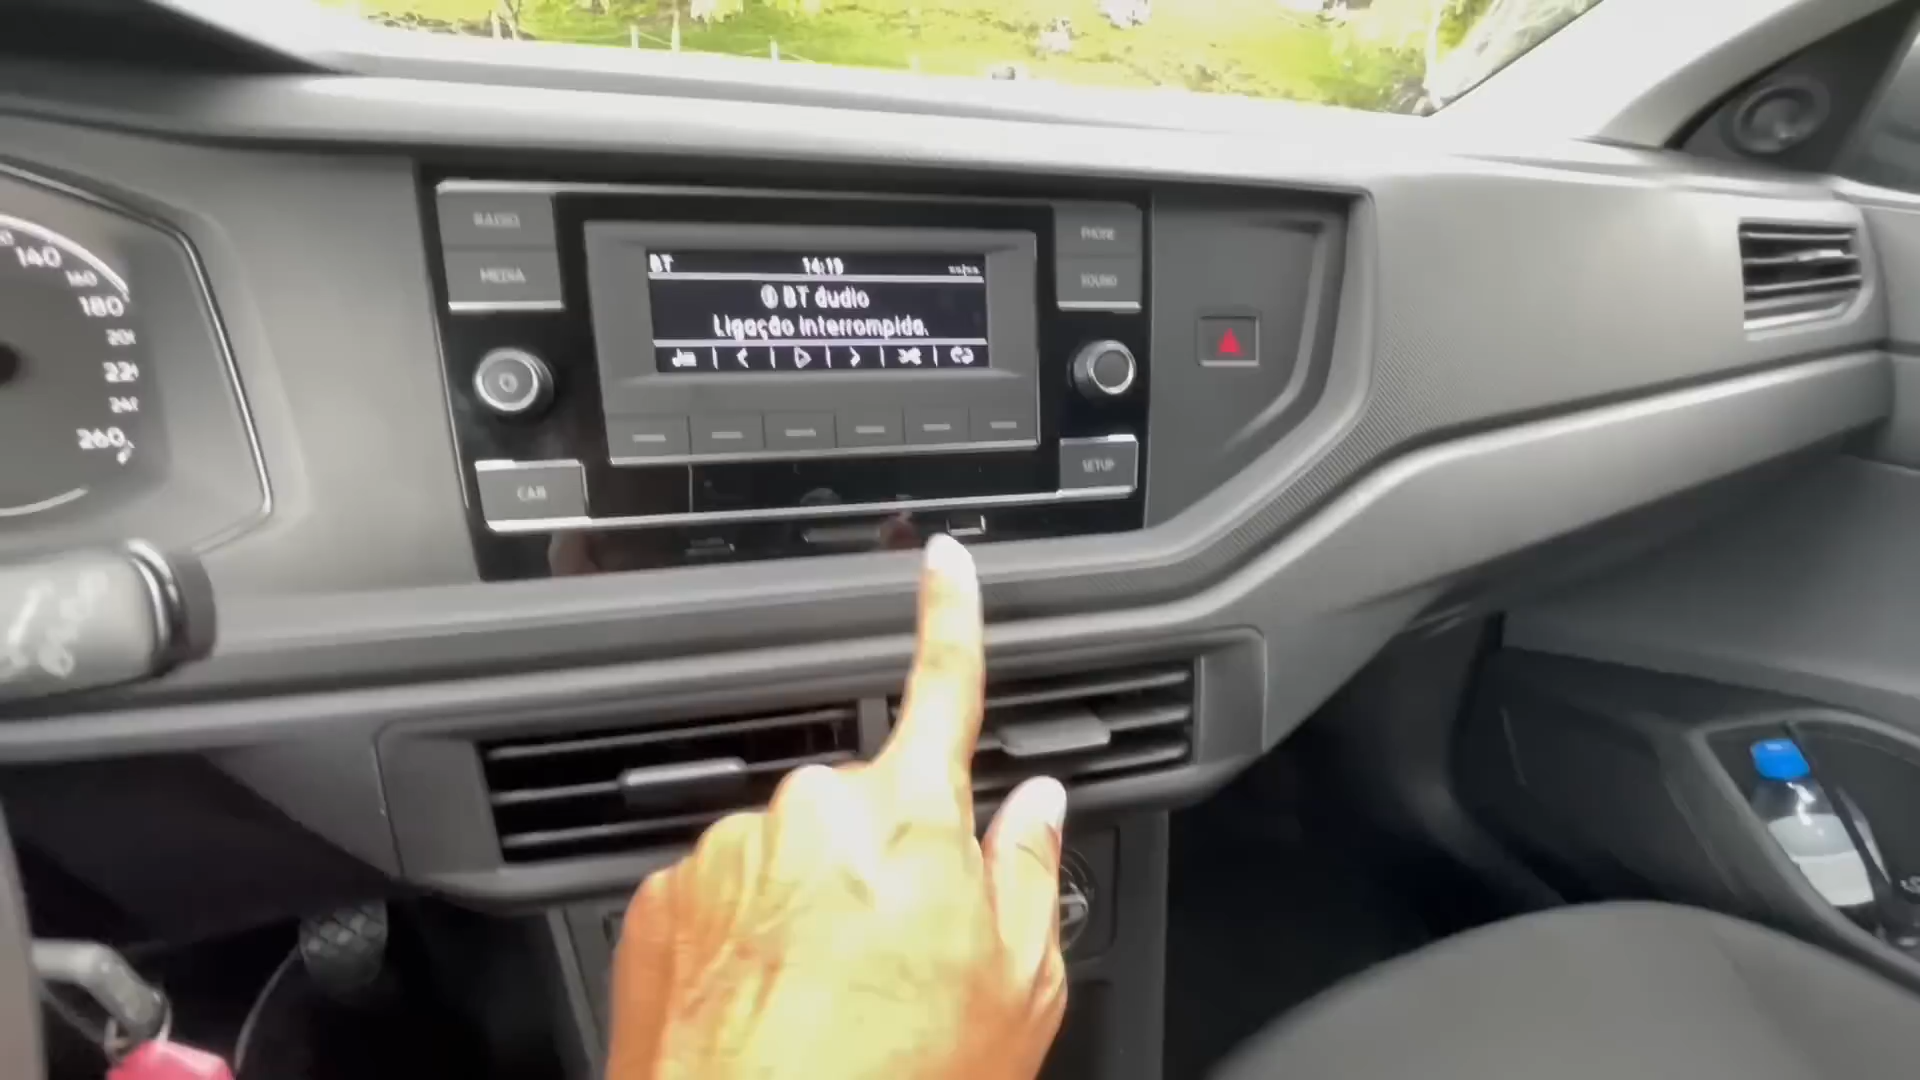 RADIO
MEDIA
BT 14:19
BT áudio
Ligação interrompida.
PHONE
SOUND
CAR
SETUP
140
160
180
220
240
260